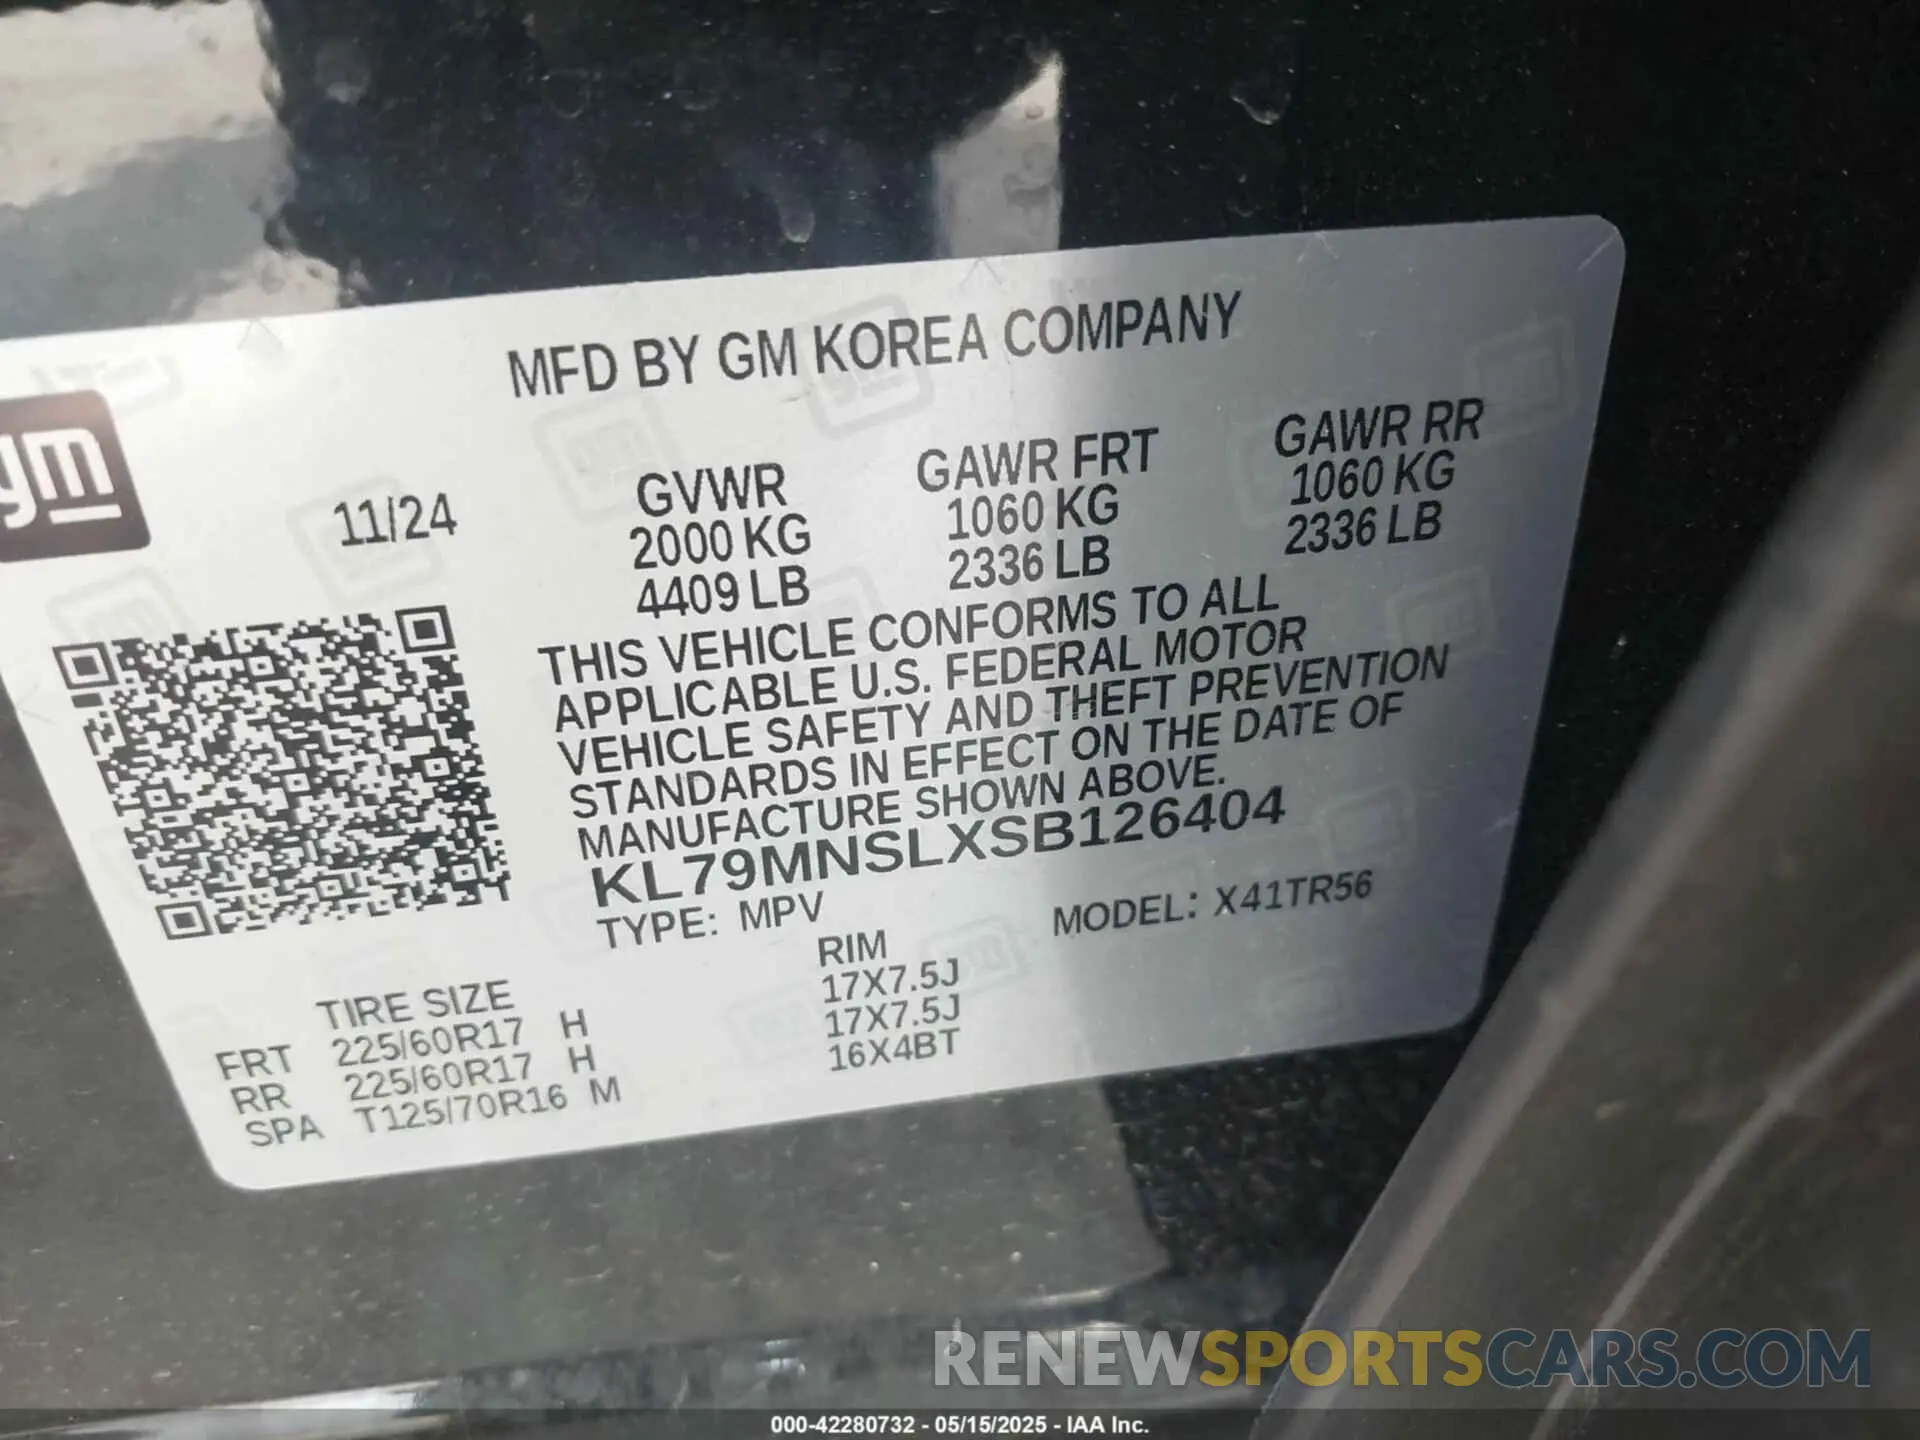 MFD BY GM KOREA COMPANY
gm
11/24
GVWR GAWR FRT GAWR RR
2000 KG 1060 KG 1060 KG
4409 LB 2336 LB 2336 LB
THIS VEHICLE CONFORMS TO ALL
APPLICABLE U.S. FEDERAL MOTOR
VEHICLE SAFETY AND THEFT PREVENTION
STANDARDS IN EFFECT ON THE DATE OF
MANUFACTURE SHOWN ABOVE.
KL79MNSLXSB126404
TYPE: MPV MODEL: X41TR56
TIRE SIZE RIM
FRT 225/60R17 H 17X7.5J
RR 225/60R17 H 17X7.5J
SPA T125/70R16 M 16X4BT
RENEWSPORTSCARS.COM
000-42280732 - 05/15/2025 - IAA Inc.